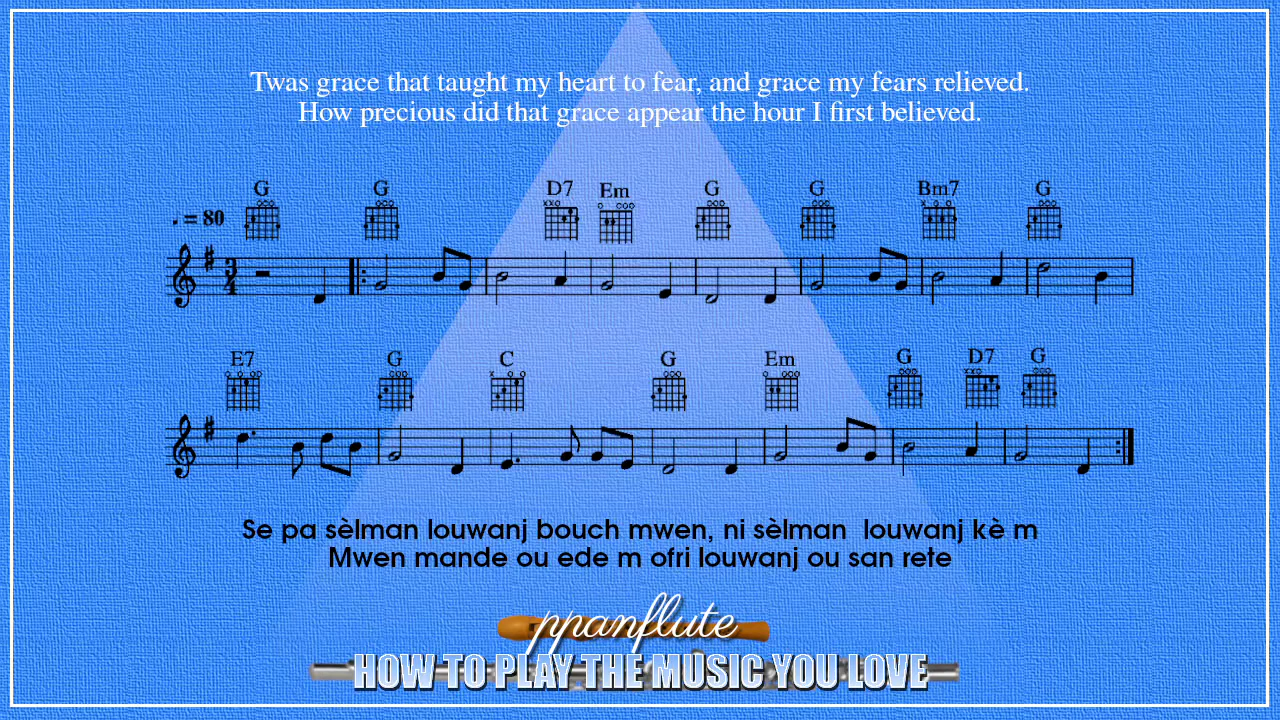 Twas grace that taught my heart to fear, and grace my fears relieved.
How precious did that grace appear the hour I first believed.
G G D7 Em G G Bm7 G
♩ = 80
3
4
E7 G C G Em G D7 G
Se pa sèlman louwanj bouch mwen, ni sèlman louwanj kè m
Mwen mande ou ede m ofri louwanj ou san rete
ppanflute
HOW TO PLAY THE MUSIC YOU LOVE